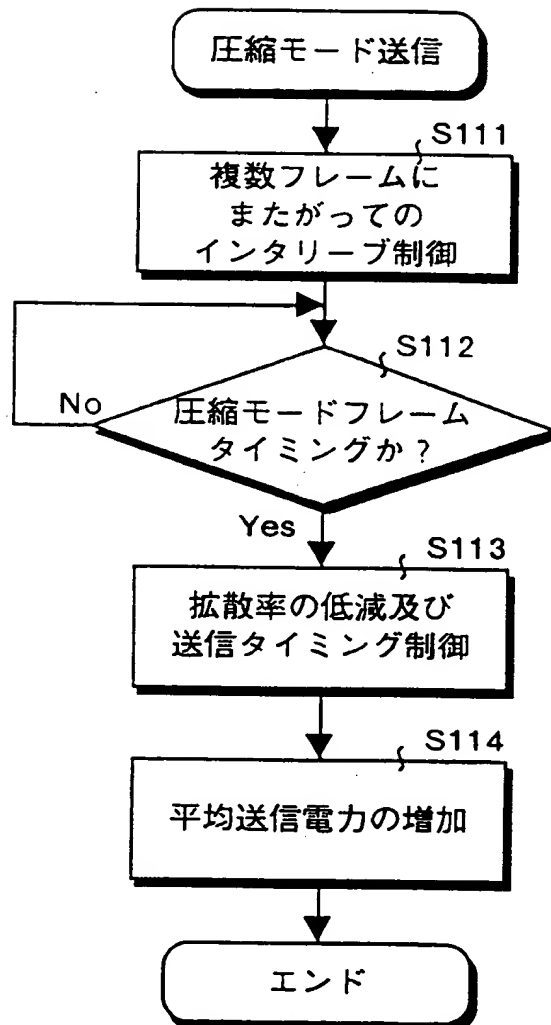 圧縮モード送信
S111
複数フレームに
またがっての
インタリーブ制御
S112
No
圧縮モードフレーム
タイミングか？
Yes
S113
拡散率の低減及び
送信タイミング制御
S114
平均送信電力の増加
エンド